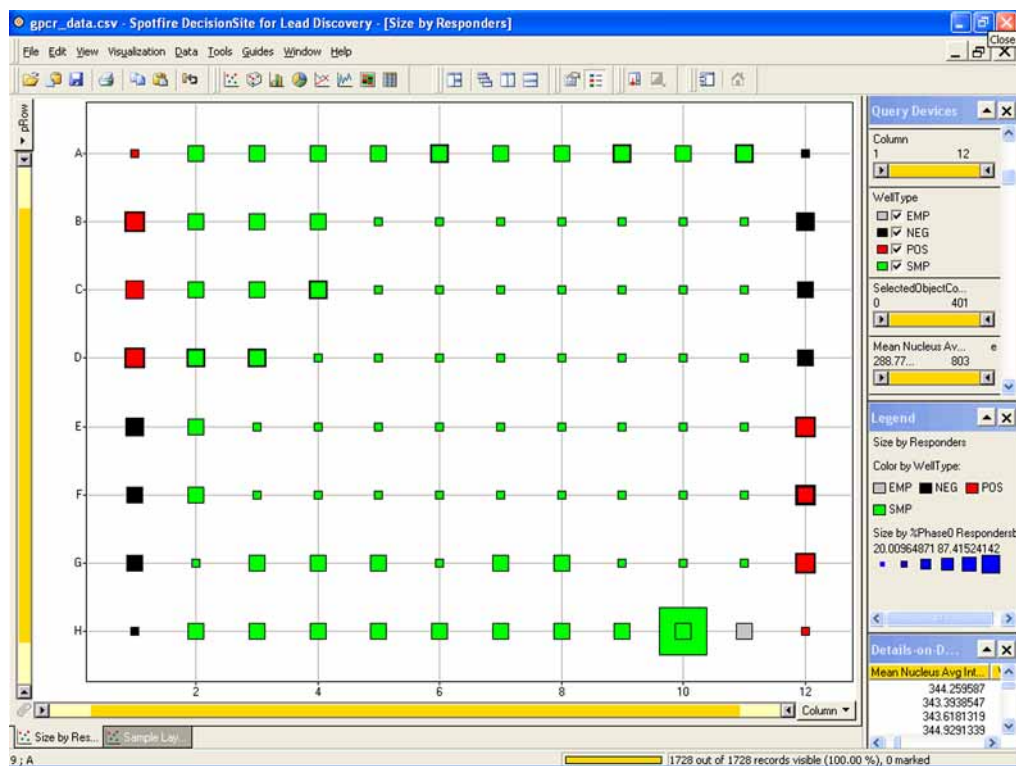 gpcr_data.csv - Spotfire DecisionSite for Lead Discovery - [Size by Responders]
Close
File Edit View Visualization Data Tools Guides Window Help
pRow
A
B
C
D
E
F
G
H
2 4 6 8 10 12
Column
Size by Res... Sample Lay...
Query Devices
Column
1 12
WellType
EMP
NEG
POS
SMP
SelectedObjectCo...
0 401
Mean Nucleus Av... e
288.77... 803
Legend
Size by Responders
Color by WellType:
EMP NEG POS
SMP
Size by %Phase0 Respondersb
20.00964871 87.41524142
Details-on-D...
Mean Nucleus Avg Int...
344.259587
343.3938547
343.6181319
344.9291339
9 ; A
1728 out of 1728 records visible (100.00 %), 0 marked